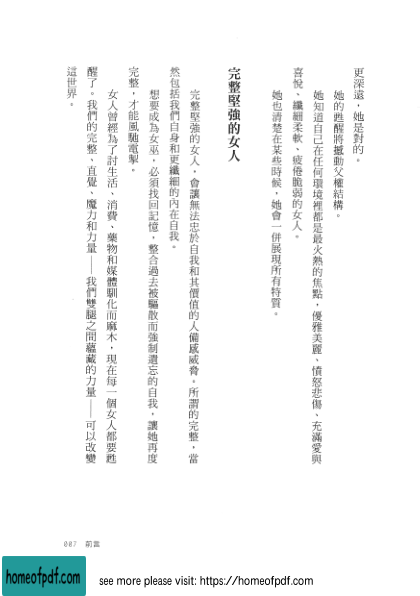 更深遠，她是對的。
她的甦醒將撼動父權結構。
她知道自己在任何環境裡都是最火熱的焦點，優雅美麗、憤怒悲傷、充滿愛與
喜悅、纖細柔軟、疲倦脆弱的女人。
她也清楚在某些時候，她會一併展現所有特質。
完整堅強的女人
完整堅強的女人，會讓無法忠於自我和其價值的人備感威脅。所謂的完整，當
然包括我們自身和更纖細的內在自我。
想要成為女巫，必須找回記憶，整合過去被驅散而強制遺忘的自我，讓她再度
完整，才能風馳電掣。
女人曾經為了討生活、消費、藥物和媒體馴化而麻木，現在每一個女人都要甦
醒了。我們的完整、直覺、魔力和力量——我們雙腿之間蘊藏的力量——可以改變
這世界。
007 前言
homeofpdf.com
see more please visit: https://homeofpdf.com